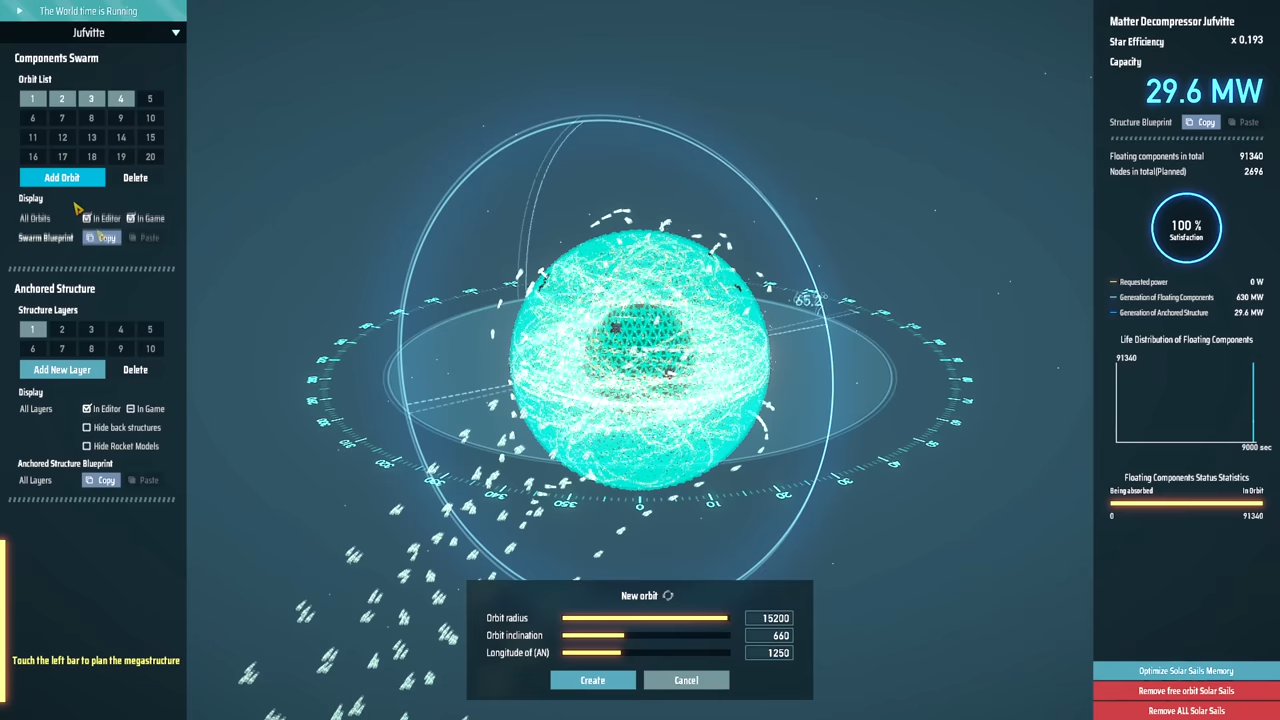 The World time is Running
Jufvitte
Components Swarm
Orbit List
1 2 3 4 5
6 7 8 9 10
11 12 13 14 15
16 17 18 19 20
Add Orbit Delete
Display
All Orbits In Editor In Game
Swarm Blueprint Copy Paste
Anchored Structure
Structure Layers
1 2 3 4 5
6 7 8 9 10
Add New Layer Delete
Display
All Layers In Editor In Game
Hide back structures
Hide Rocket Models
Anchored Structure Blueprint
All Layers Copy Paste
Touch the left bar to plan the megastructure
65.2°
350 0 10 20 30
New orbit
Orbit radius 15200
Orbit inclination 660
Longitude of (AN) 1250
Create Cancel
Matter Decompressor Jufvitte
Star Efficiency x 0.193
Capacity
29.6 MW
Structure Blueprint Copy Paste
Floating components in total 91340
Nodes in total(Planned) 2696
100 %
Satisfaction
Requested power 0 W
Generation of Floating Components 630 MW
Generation of Anchored Structure 29.6 MW
Life Distribution of Floating Components
91340
9000 sec
Floating Components Status Statistics
Being absorbed In Orbit
0 91340
Optimize Solar Sails Memory
Remove free orbit Solar Sails
Remove ALL Solar Sails